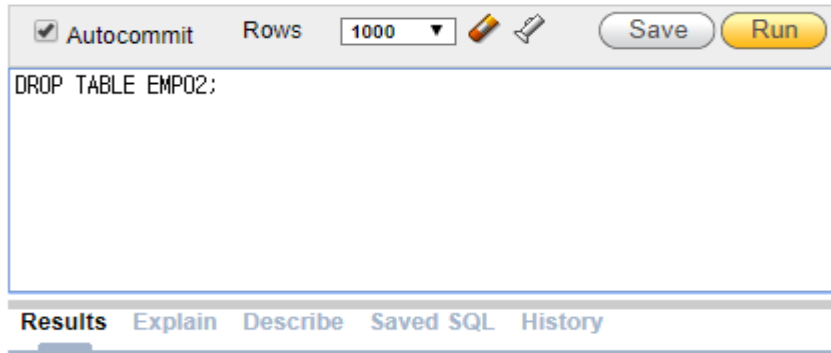 Autocommit Rows 1000 Save Run
DROP TABLE EMP02;
Results Explain Describe Saved SQL History